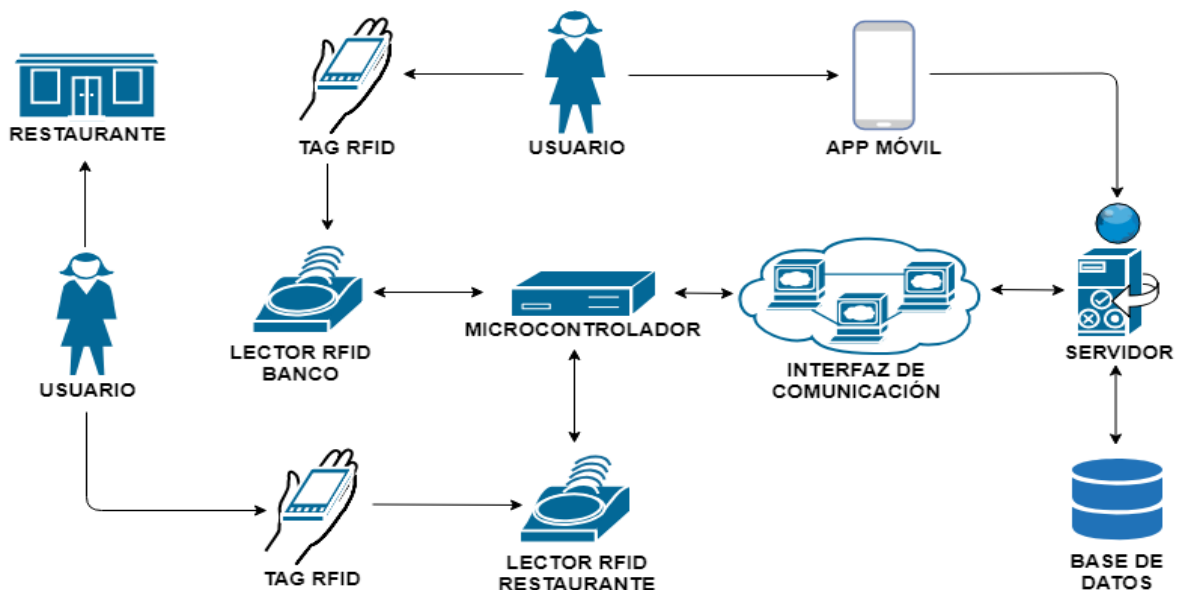 RESTAURANTE
TAG RFID
USUARIO
APP MÓVIL
LECTOR RFID
BANCO
MICROCONTROLADOR
INTERFAZ DE
COMUNICACIÓN
SERVIDOR
USUARIO
TAG RFID
LECTOR RFID
RESTAURANTE
BASE DE
DATOS